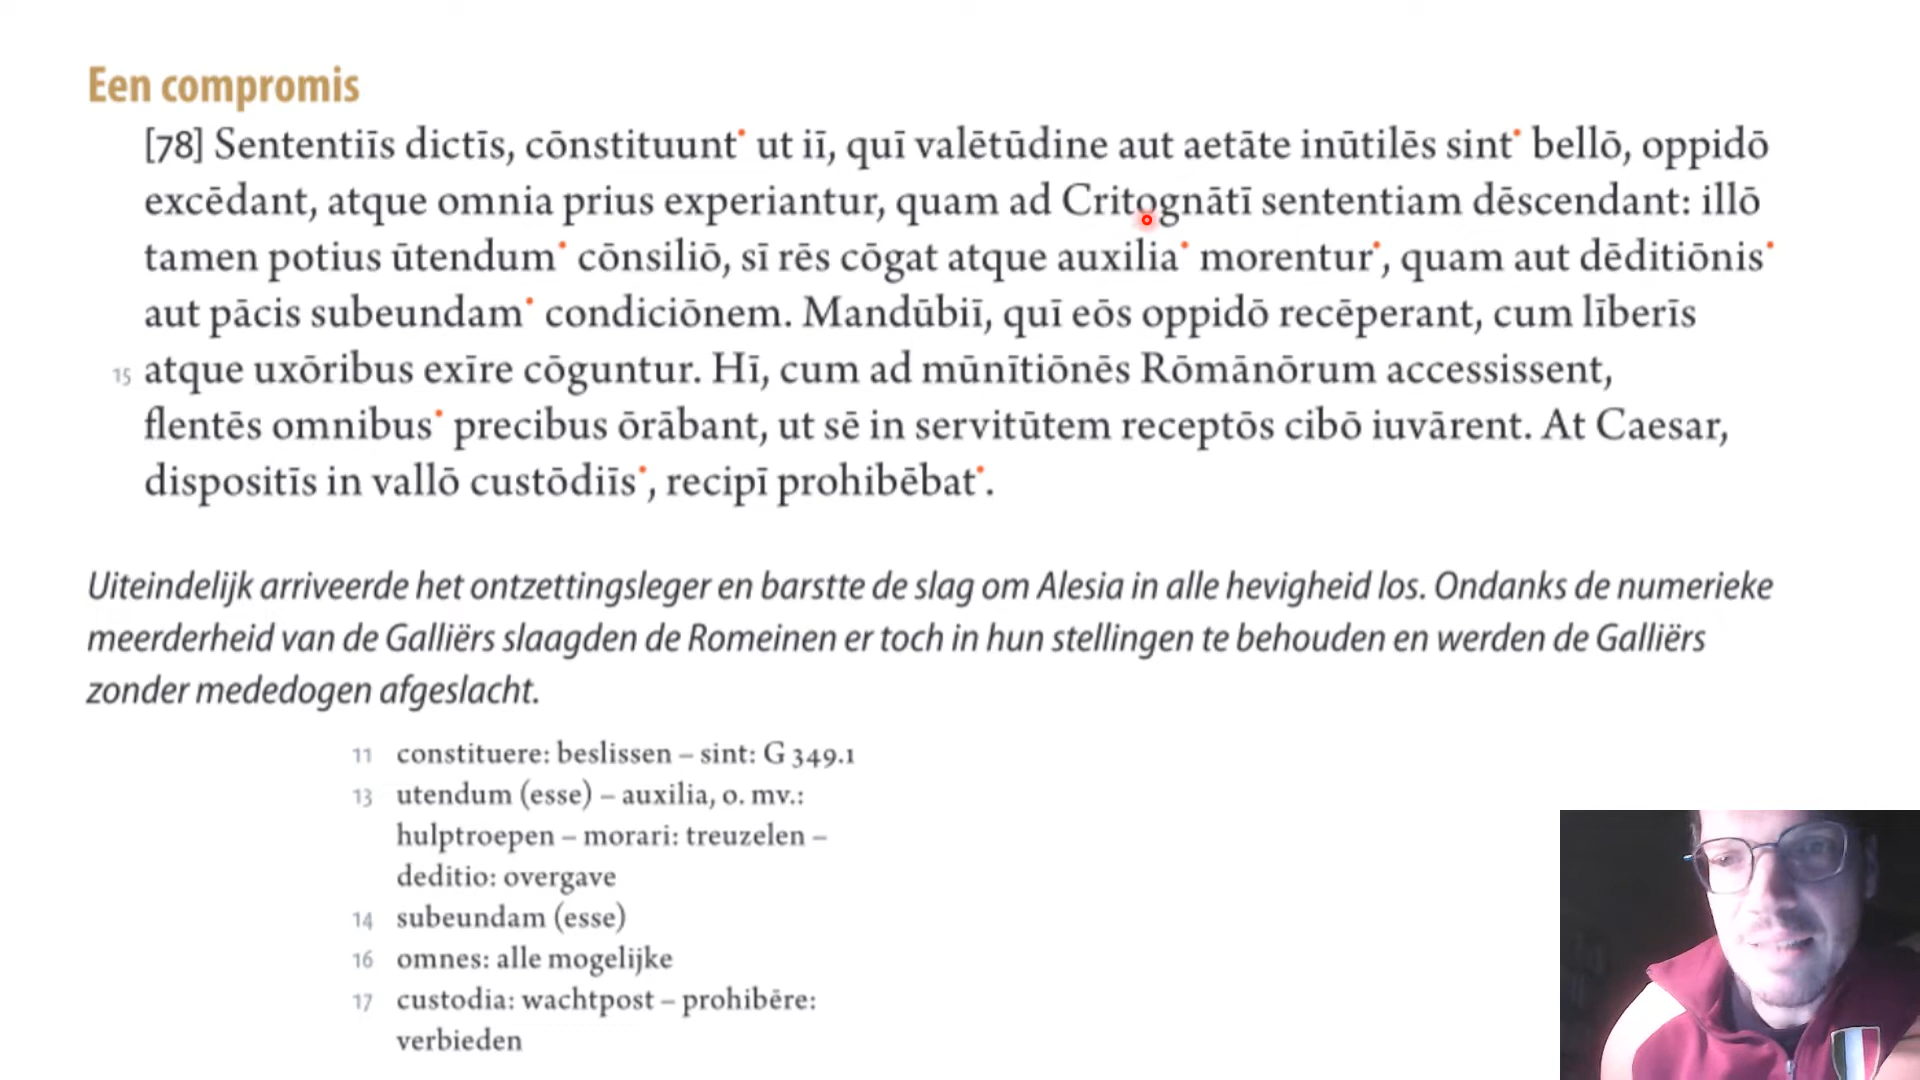 Een compromis
[78] Sententiīs dictīs, cōnstituunt• ut iī, quī valētūdine aut aetāte inūtilēs sint• bellō, oppidō
excēdant, atque omnia prius experiantur, quam ad Critognātī sententiam dēscendant: illō
tamen potius ūtendum• cōnsiliō, sī rēs cōgat atque auxilia• morentur•, quam aut dēditiōnis•
aut pācis subeundam• condiciōnem. Mandūbiī, quī eōs oppidō recēperant, cum līberīs
15 atque uxōribus exīre cōguntur. Hī, cum ad mūnītiōnēs Rōmānōrum accessissent,
flentēs omnibus• precibus ōrābant, ut sē in servitūtem receptōs cibō iuvārent. At Caesar,
dispositīs in vallō custōdiīs•, recipī prohibēbat•.
Uiteindelijk arriveerde het ontzettingsleger en barstte de slag om Alesia in alle hevigheid los. Ondanks de numerieke
meerderheid van de Galliërs slaagden de Romeinen er toch in hun stellingen te behouden en werden de Galliërs
zonder mededogen afgeslacht.
11 constituere: beslissen – sint: G 349.1
13 utendum (esse) – auxilia, o. mv.:
hulptroepen – morari: treuzelen –
deditio: overgave
14 subeundam (esse)
16 omnes: alle mogelijke
17 custodia: wachtpost – prohibēre:
verbieden